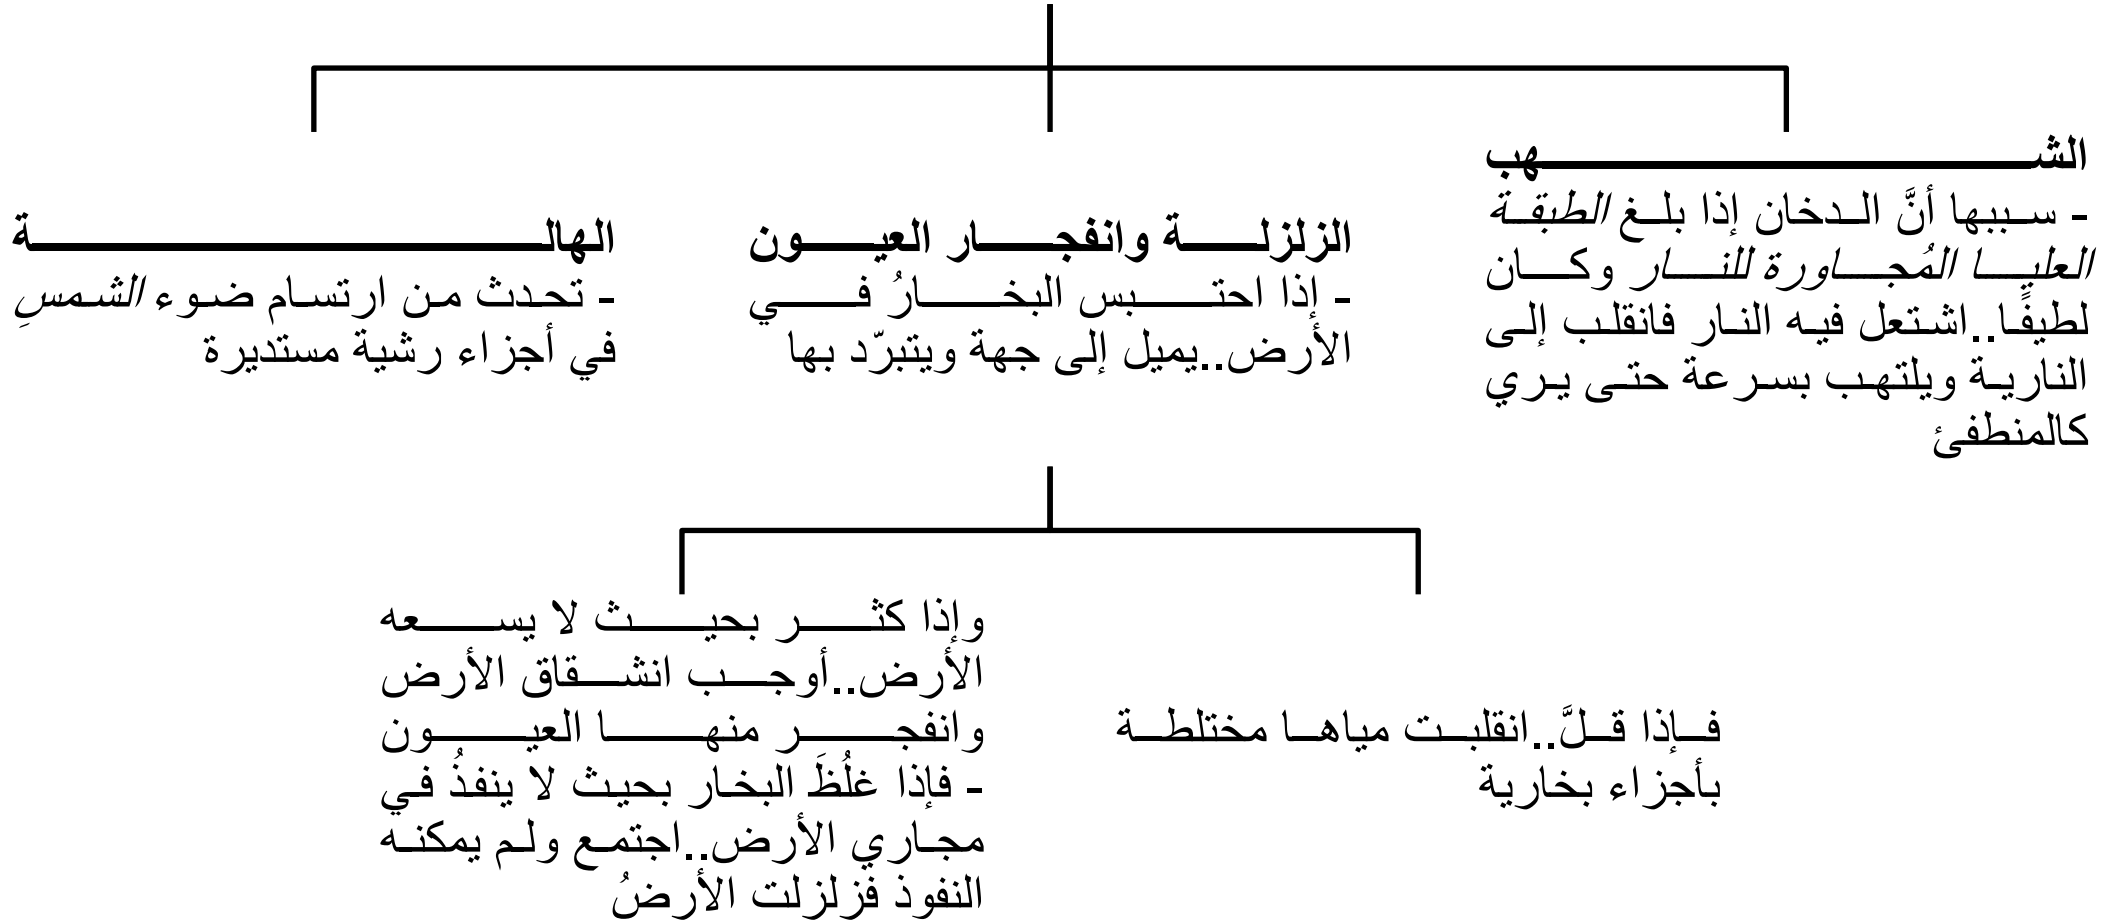 الشهب
- سببها أنَّ الدخان إذا بلغ الطبقة
العليا المُجاورة للنار وكان
لطيفًا..اشتعل فيه النار فانقلب إلى
النارية ويلتهب بسرعة حتى يري
كالمنطفئ
الزلزلة وانفجار العيون
- إذا احتبس البخارُ في
الأرض..يميل إلى جهة ويتبرّد بها
الهالة
- تحدث من ارتسام ضوء الشمسِ
في أجزاء رشية مستديرة
فإذا قلَّ..انقلبت مياها مختلطة
بأجزاء بخارية
وإذا كثر بحيث لا يسعه
الأرض..أوجب انشقاق الأرض
وانفجر منها العيون
- فإذا غلُظَ البخار بحيث لا ينفذُ في
مجاري الأرض..اجتمع ولم يمكنه
النفوذ فزلزلت الأرضُ